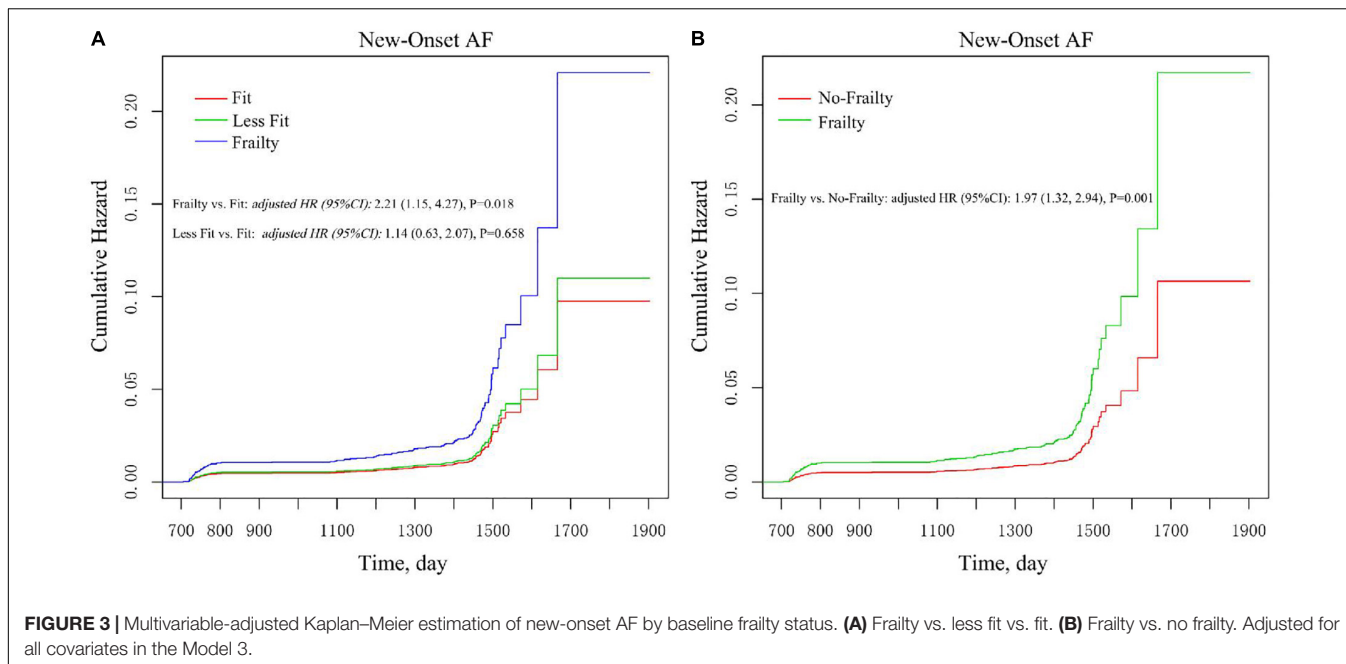 A
New-Onset AF
Cumulative Hazard
0.20
0.15
0.10
0.05
0.00
Fit
Less Fit
Frailty
Frailty vs. Fit: adjusted HR (95%CI): 2.21 (1.15, 4.27), P=0.018
Less Fit vs. Fit: adjusted HR (95%CI): 1.14 (0.63, 2.07), P=0.658
700 800 900 1100 1300 1500 1700 1900
Time, day
B
New-Onset AF
Cumulative Hazard
0.20
0.15
0.10
0.05
0.00
No-Frailty
Frailty
Frailty vs. No-Frailty: adjusted HR (95%CI): 1.97 (1.32, 2.94), P=0.001
700 800 900 1100 1300 1500 1700 1900
Time, day
FIGURE 3 | Multivariable-adjusted Kaplan–Meier estimation of new-onset AF by baseline frailty status. (A) Frailty vs. less fit vs. fit. (B) Frailty vs. no frailty. Adjusted for
all covariates in the Model 3.